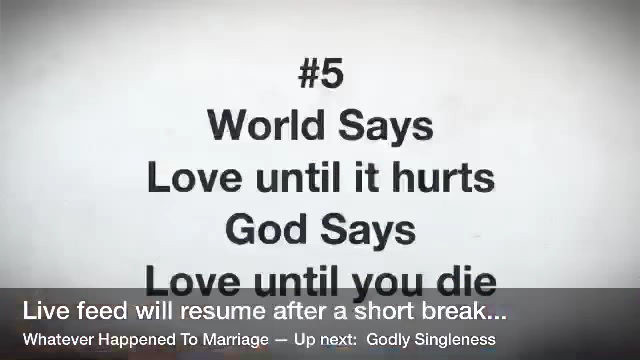 #5
World Says
Love until it hurts
God Says
Love until you die
Live feed will resume after a short break...
Whatever Happened To Marriage — Up next: Godly Singleness